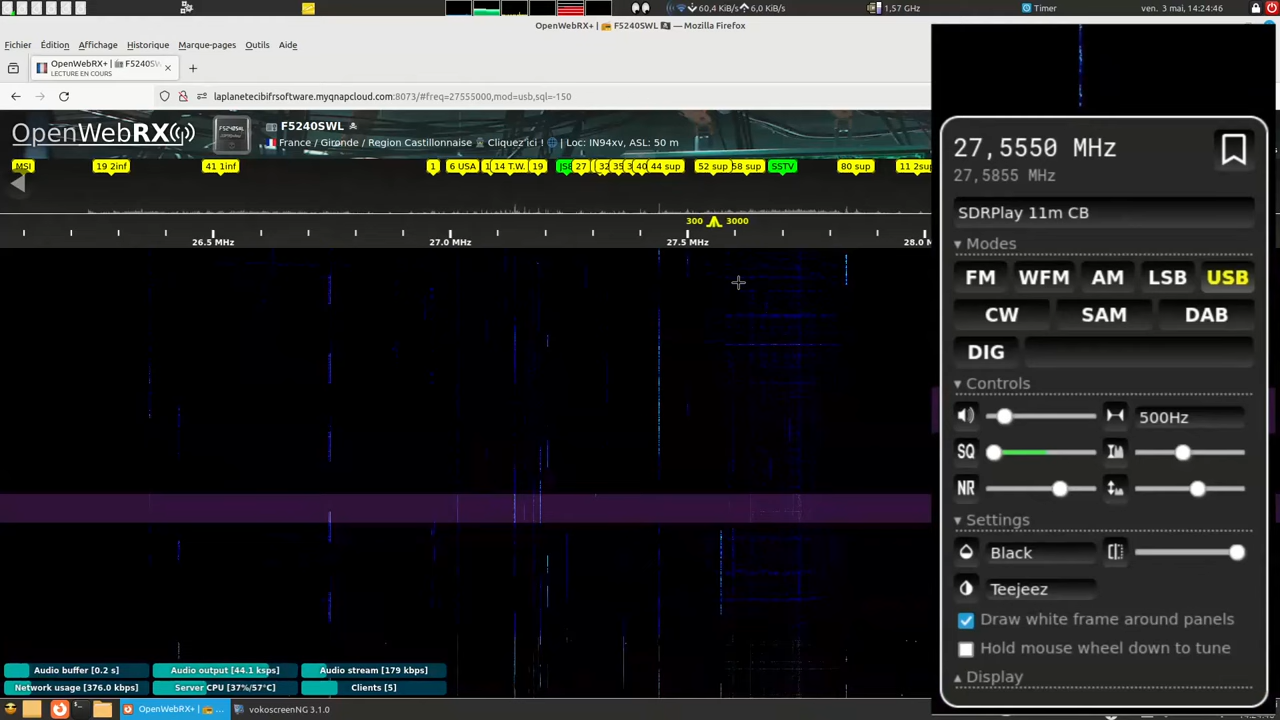 60,4 KiB/s 6,0 KiB/s
1,57 GHz
Timer
ven. 3 mai, 14:24:46
OpenWebRX+ | F5240SWL — Mozilla Firefox
Fichier Édition Affichage Historique Marque-pages Outils Aide
OpenWebRX+ | F5240SWL
LECTURE EN COURS
laplanetecibifrsoftware.myqnapcloud.com:8073/#freq=27555000,mod=usb,sql=-150
OpenWebRX
F5240SWL
F5240SWL
France / Gironde / Region Castillonnaise Cliquez ici ! | Loc: IN94xv, ASL: 50 m
MSI 19 2inf 41 1inf 1 6 USA 14 T.W. 19 27 44 sup 52 sup 58 sup SSTV 80 sup 11 2su
300 3000
26.5 MHz 27.0 MHz 27.5 MHz 28.0 M
27,5550 MHz
27,5855 MHz
SDRPlay 11m CB
Modes
FM WFM AM LSB USB
CW SAM DAB
DIG
Controls
500Hz
SQ
NR
Settings
Black
Teejeez
Draw white frame around panels
Hold mouse wheel down to tune
Display
Audio buffer [0.2 s] Audio output [44.1 ksps] Audio stream [179 kbps]
Network usage [376.0 kbps] Server CPU [37%/57°C] Clients [5]
OpenWebRX+ |
vokoscreenNG 3.1.0